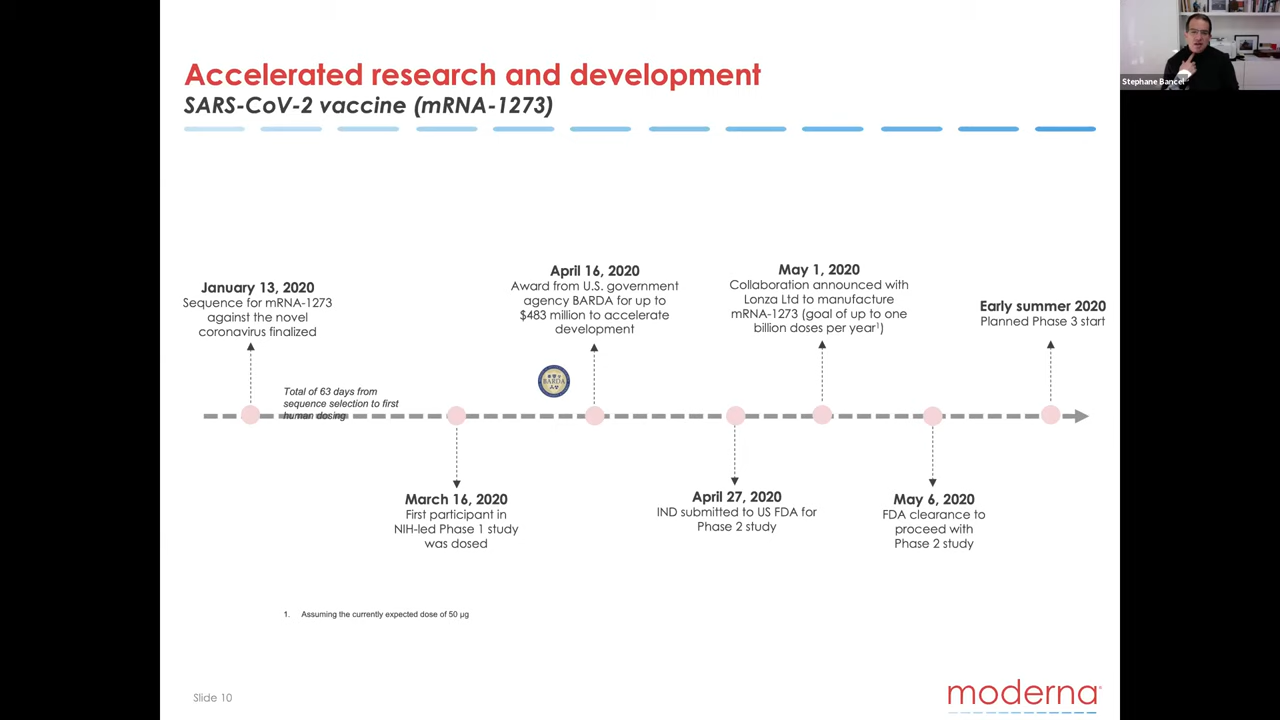 Accelerated research and development
SARS-CoV-2 vaccine (mRNA-1273)
Stephane Bancel
January 13, 2020
Sequence for mRNA-1273
against the novel
coronavirus finalized
April 16, 2020
Award from U.S. government
agency BARDA for up to
$483 million to accelerate
development
May 1, 2020
Collaboration announced with
Lonza Ltd to manufacture
mRNA-1273 (goal of up to one
billion doses per year¹)
Early summer 2020
Planned Phase 3 start
Total of 63 days from
sequence selection to first
human dosing
BARDA
March 16, 2020
First participant in
NIH-led Phase 1 study
was dosed
April 27, 2020
IND submitted to US FDA for
Phase 2 study
May 6, 2020
FDA clearance to
proceed with
Phase 2 study
1. Assuming the currently expected dose of 50 µg
Slide 10
moderna